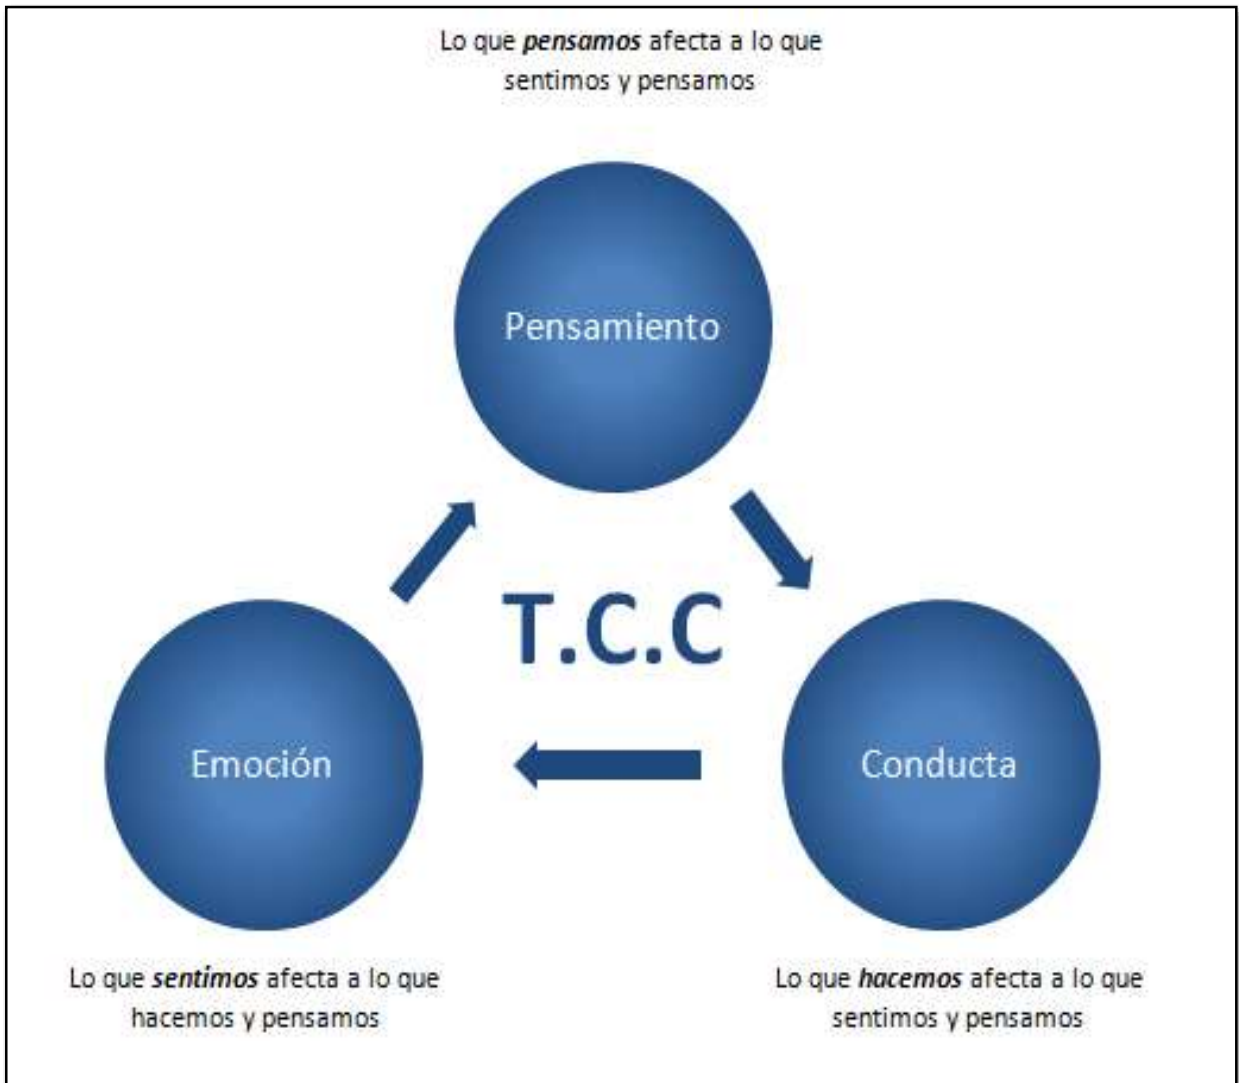 Lo que pensamos afecta a lo que
sentimos y pensamos
Pensamiento
T.C.C
Emoción
Conducta
Lo que sentimos afecta a lo que
hacemos y pensamos
Lo que hacemos afecta a lo que
sentimos y pensamos